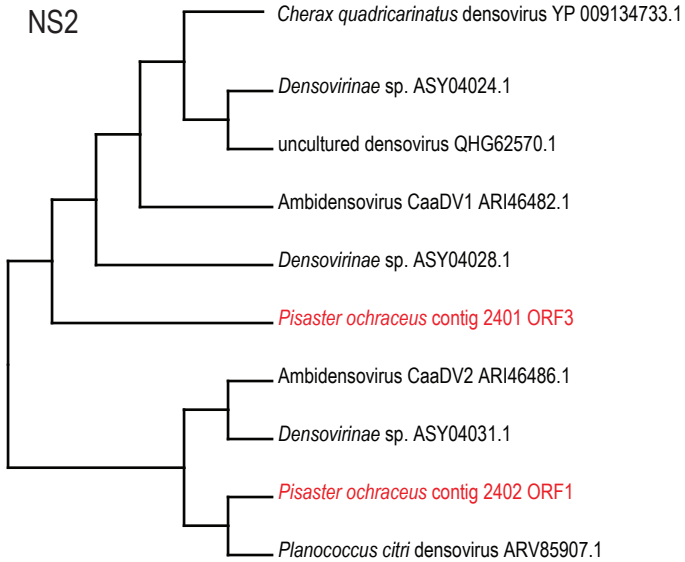 NS2
Cherax quadricarinatus densovirus YP 009134733.1
Densovirinae sp. ASY04024.1
uncultured densovirus QHG62570.1
Ambidensovirus CaaDV1 ARI46482.1
Densovirinae sp. ASY04028.1
Pisaster ochraceus contig 2401 ORF3
Ambidensovirus CaaDV2 ARI46486.1
Densovirinae sp. ASY04031.1
Pisaster ochraceus contig 2402 ORF1
Planococcus citri densovirus ARV85907.1